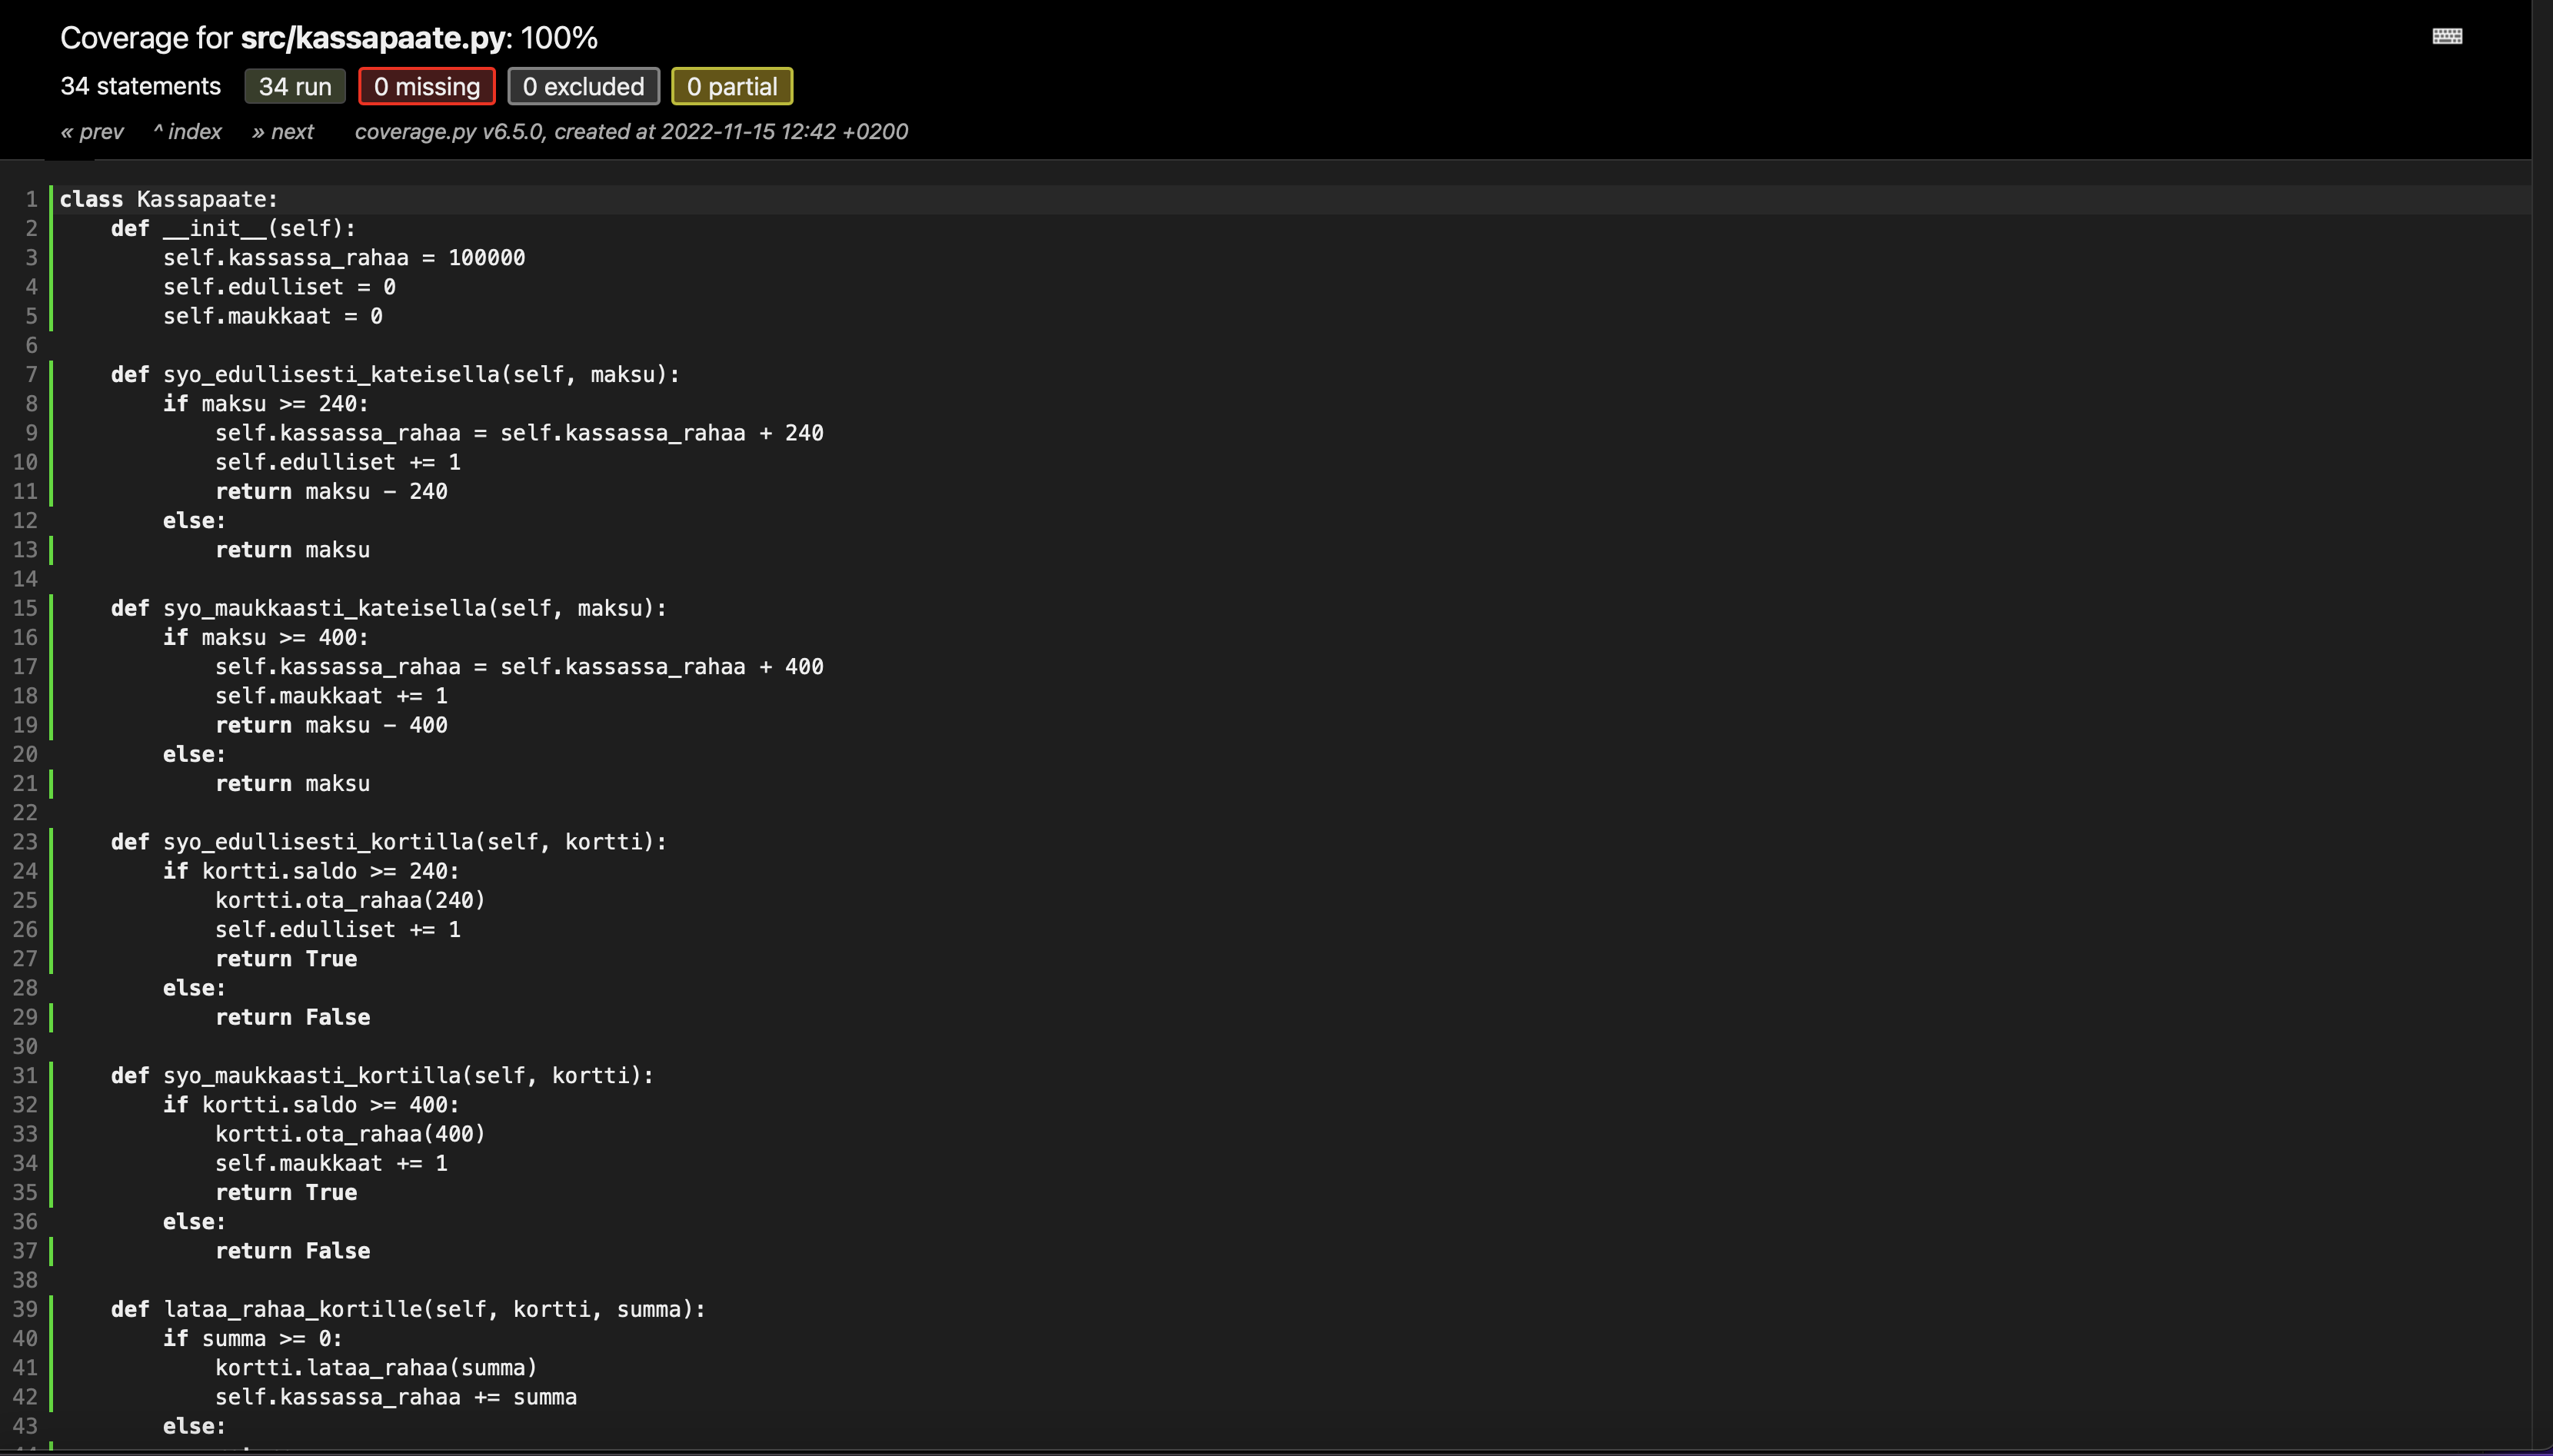 Coverage for src/kassapaate.py: 100%
34 statements 34 run 0 missing 0 excluded 0 partial
« prev ^ index » next coverage.py v6.5.0, created at 2022-11-15 12:42 +0200
1 class Kassapaate:
2     def __init__(self):
3         self.kassassa_rahaa = 100000
4         self.edulliset = 0
5         self.maukkaat = 0
6
7     def syo_edullisesti_kateisella(self, maksu):
8         if maksu >= 240:
9             self.kassassa_rahaa = self.kassassa_rahaa + 240
10             self.edulliset += 1
11             return maksu - 240
12         else:
13             return maksu
14
15     def syo_maukkaasti_kateisella(self, maksu):
16         if maksu >= 400:
17             self.kassassa_rahaa = self.kassassa_rahaa + 400
18             self.maukkaat += 1
19             return maksu - 400
20         else:
21             return maksu
22
23     def syo_edullisesti_kortilla(self, kortti):
24         if kortti.saldo >= 240:
25             kortti.ota_rahaa(240)
26             self.edulliset += 1
27             return True
28         else:
29             return False
30
31     def syo_maukkaasti_kortilla(self, kortti):
32         if kortti.saldo >= 400:
33             kortti.ota_rahaa(400)
34             self.maukkaat += 1
35             return True
36         else:
37             return False
38
39     def lataa_rahaa_kortille(self, kortti, summa):
40         if summa >= 0:
41             kortti.lataa_rahaa(summa)
42             self.kassassa_rahaa += summa
43         else: